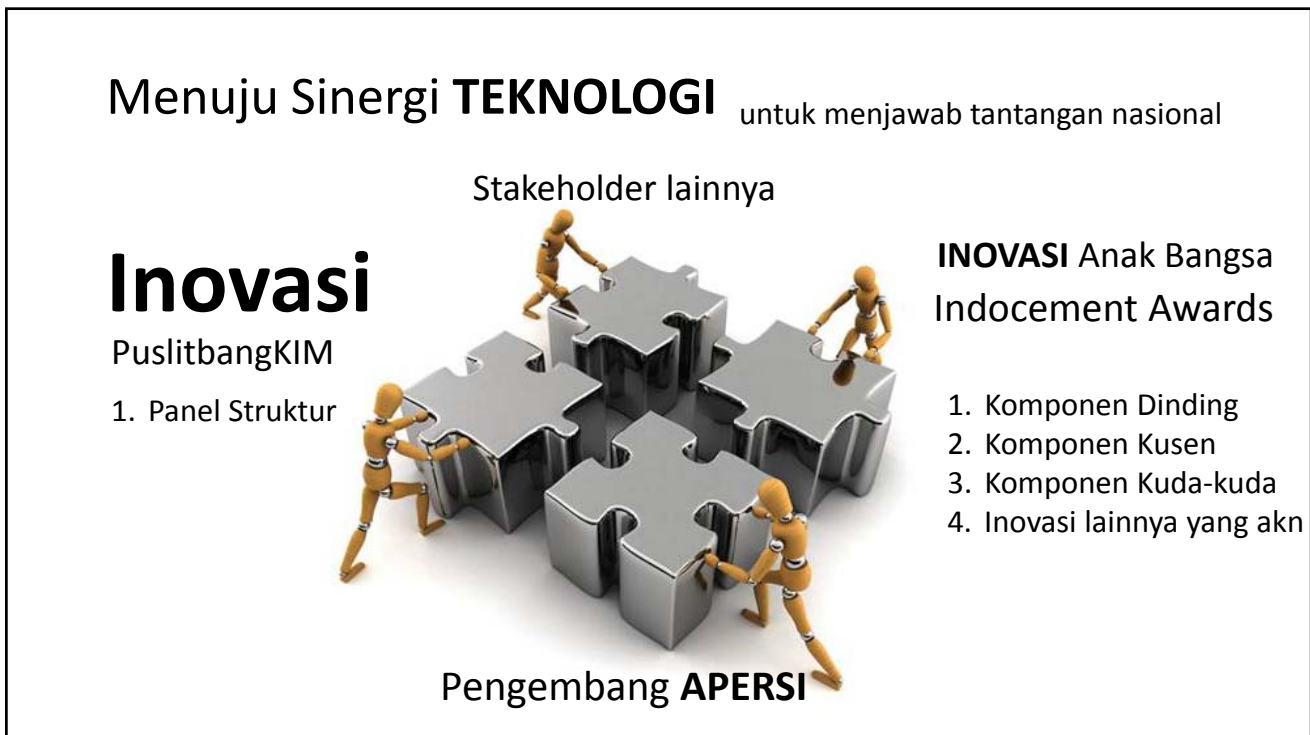 Menuju Sinergi TEKNOLOGI untuk menjawab tantangan nasional
Stakeholder lainnya
Inovasi
PuslitbangKIM
1. Panel Struktur
INOVASI Anak Bangsa
Indocement Awards
1. Komponen Dinding
2. Komponen Kusen
3. Komponen Kuda-kuda
4. Inovasi lainnya yang akn
Pengembang APERSI